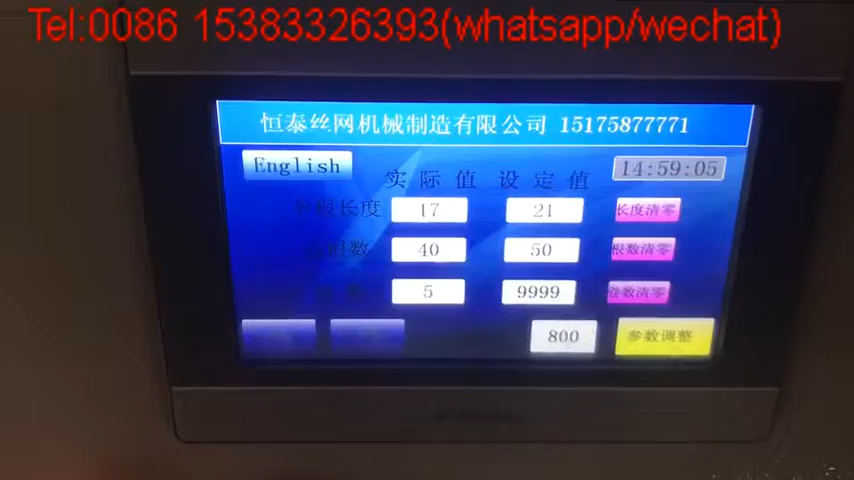 Tel:0086 15383326393(whatsapp/wechat)
恒泰丝网机械制造有限公司 15175877771
English
14:59:05
实际值 设定值
根长度 17 21 长度清零
根数 40 50 根数清零
5 9999 卷数清零
800 参数调整